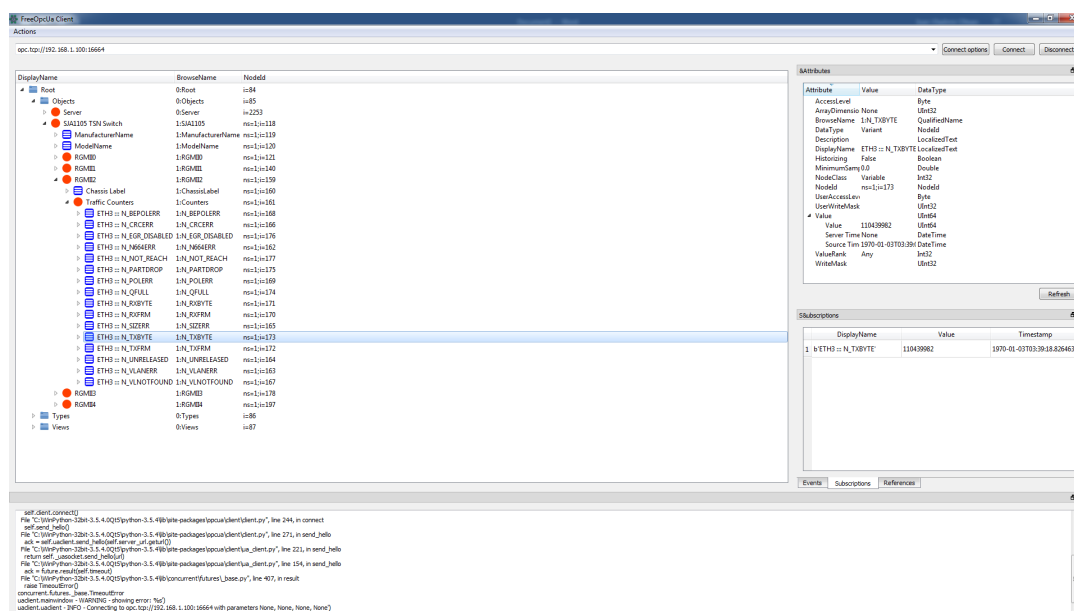 FreeOpcUa Client
Actions
opc.tcp://192.168.1.100:16664
Connect options Connect Disconnect
DisplayName BrowseName NodeId
Root 0:Root i=84
Objects 0:Objects i=85
Server 0:Server i=2253
SJA1105 TSN Switch 1:SJA1105 ns=1;i=118
ManufacturerName 1:ManufacturerName ns=1;i=119
ModelName 1:ModelName ns=1;i=120
RGMII0 1:RGMII0 ns=1;i=121
RGMII1 1:RGMII1 ns=1;i=140
RGMII2 1:RGMII2 ns=1;i=159
Chassis Label 1:ChassisLabel ns=1;i=160
Traffic Counters 1:Counters ns=1;i=161
ETH3 :: N_BEPOLERR 1:N_BEPOLERR ns=1;i=168
ETH3 :: N_CRCERR 1:N_CRCERR ns=1;i=166
ETH3 :: N_EGR_DISABLED 1:N_EGR_DISABLED ns=1;i=176
ETH3 :: N_N664ERR 1:N_N664ERR ns=1;i=162
ETH3 :: N_NOT_REACH 1:N_NOT_REACH ns=1;i=177
ETH3 :: N_PARTDROP 1:N_PARTDROP ns=1;i=175
ETH3 :: N_POLERR 1:N_POLERR ns=1;i=169
ETH3 :: N_QFULL 1:N_QFULL ns=1;i=174
ETH3 :: N_RXBYTE 1:N_RXBYTE ns=1;i=171
ETH3 :: N_RXFRM 1:N_RXFRM ns=1;i=170
ETH3 :: N_SIZERR 1:N_SIZERR ns=1;i=165
ETH3 :: N_TXBYTE 1:N_TXBYTE ns=1;i=173
ETH3 :: N_TXFRM 1:N_TXFRM ns=1;i=172
ETH3 :: N_UNRELEASED 1:N_UNRELEASED ns=1;i=164
ETH3 :: N_VLANERR 1:N_VLANERR ns=1;i=163
ETH3 :: N_VLNOTFOUND 1:N_VLNOTFOUND ns=1;i=167
RGMII3 1:RGMII3 ns=1;i=178
RGMII4 1:RGMII4 ns=1;i=197
Types 0:Types i=86
Views 0:Views i=87
&Attributes
Attribute Value DataType
AccessLevel Byte
ArrayDimensio None UInt32
BrowseName 1:N_TXBYTE QualifiedName
DataType Variant NodeId
Description LocalizedText
DisplayName ETH3 :: N_TXBYTE LocalizedText
Historizing False Boolean
MinimumSamp 0.0 Double
NodeClass Variable Int32
NodeId ns=1;i=173 NodeId
UserAccessLev Byte
UserWriteMask UInt32
Value UInt64
Value 110439982 UInt64
Server Time None DateTime
Source Tim 1970-01-03T03:39: DateTime
ValueRank Any Int32
WriteMask UInt32
Refresh
S&ubscriptions
DisplayName Value Timestamp
1 b'ETH3 :: N_TXBYTE' 110439982 1970-01-03T03:39:18.826463
Events Subscriptions References
self.client.connect()
File "C:\WinPython-32bit-3.5.4.0Qt5\python-3.5.4\lib\site-packages\opcua\client\client.py", line 244, in connect
self.send_hello()
File "C:\WinPython-32bit-3.5.4.0Qt5\python-3.5.4\lib\site-packages\opcua\client\client.py", line 271, in send_hello
ack = self.uaclient.send_hello(self.server_url.geturl())
File "C:\WinPython-32bit-3.5.4.0Qt5\python-3.5.4\lib\site-packages\opcua\client\ua_client.py", line 221, in send_hello
return self._uasocket.send_hello(url)
File "C:\WinPython-32bit-3.5.4.0Qt5\python-3.5.4\lib\site-packages\opcua\client\ua_client.py", line 154, in send_hello
ack = future.result(self.timeout)
File "C:\WinPython-32bit-3.5.4.0Qt5\python-3.5.4\lib\concurrent\futures\_base.py", line 407, in result
raise TimeoutError()
concurrent.futures._base.TimeoutError
uaclient.mainwindow - WARNING - showing error: '%s')
uaclient.uaclient - INFO - Connecting to opc.tcp://192.168.1.100:16664 with parameters None, None, None, None')